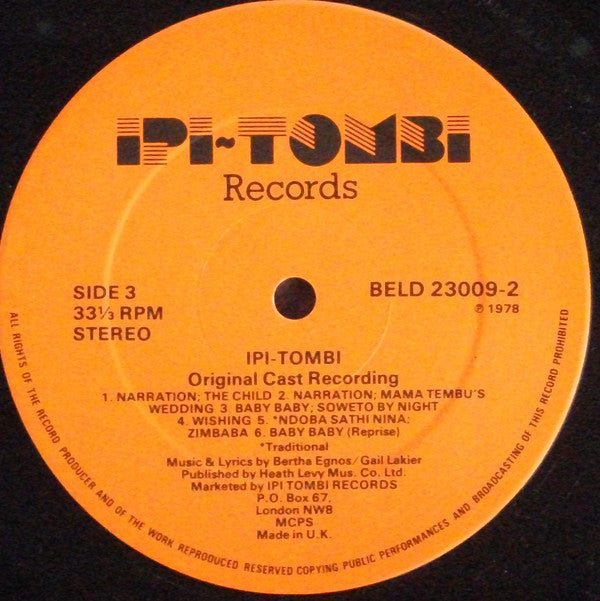 IPI~TOMBI
Records
SIDE 3
33⅓ RPM
STEREO
BELD 23009-2
℗ 1978
IPI-TOMBI
Original Cast Recording
1. NARRATION; THE CHILD 2. NARRATION; MAMA TEMBU'S
WEDDING 3. BABY BABY; SOWETO BY NIGHT
4. WISHING 5. *NDOBA SATHI NINA;
ZIMBABA 6. BABY BABY (Reprise)
*Traditional
Music & Lyrics by Bertha Egnos/Gail Lakier
Published by Heath Levy Mus. Co. Ltd.
Marketed by IPI TOMBI RECORDS
P.O. Box 67,
London NW8
MCPS
Made in U.K.
ALL RIGHTS OF THE RECORD PRODUCER AND OF THE WORK REPRODUCED RESERVED COPYING PUBLIC PERFORMANCES AND BROADCASTING OF THIS RECORD PROHIBITED